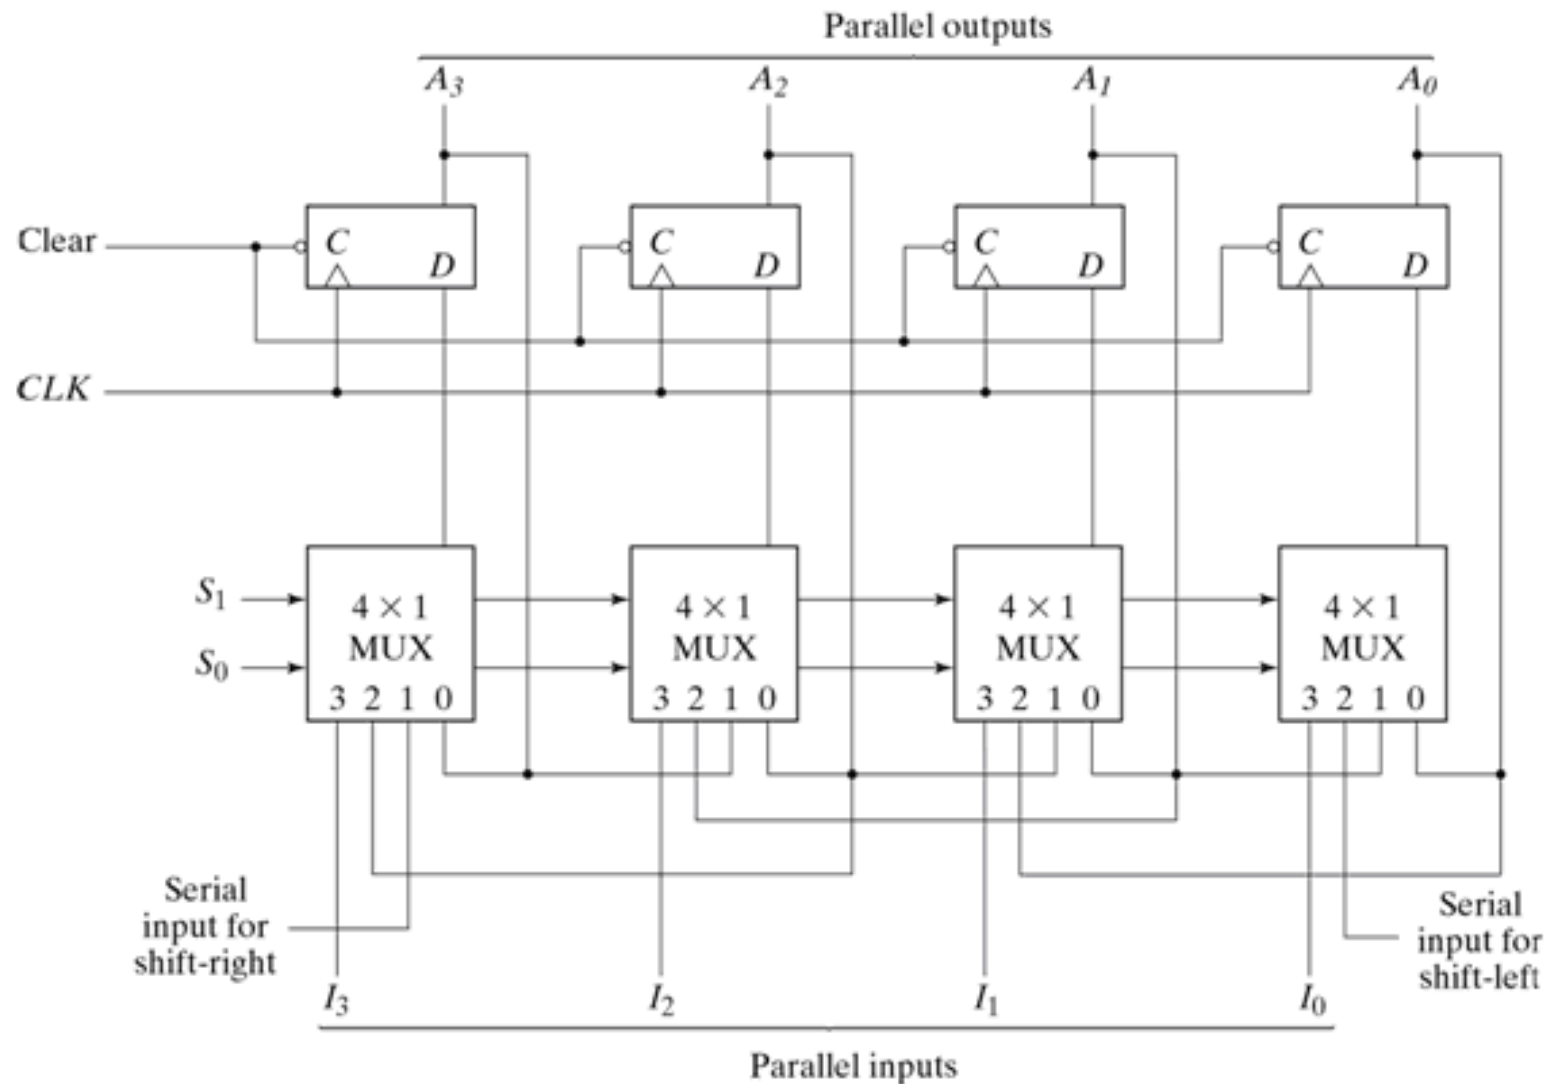 Parallel outputs
A3 A2 A1 A0
Clear C D C D C D C D
CLK
S1 4 × 1 4 × 1 4 × 1 4 × 1
S0 MUX MUX MUX MUX
3 2 1 0 3 2 1 0 3 2 1 0 3 2 1 0
Serial
input for
shift-right
Serial
input for
shift-left
I3 I2 I1 I0
Parallel inputs